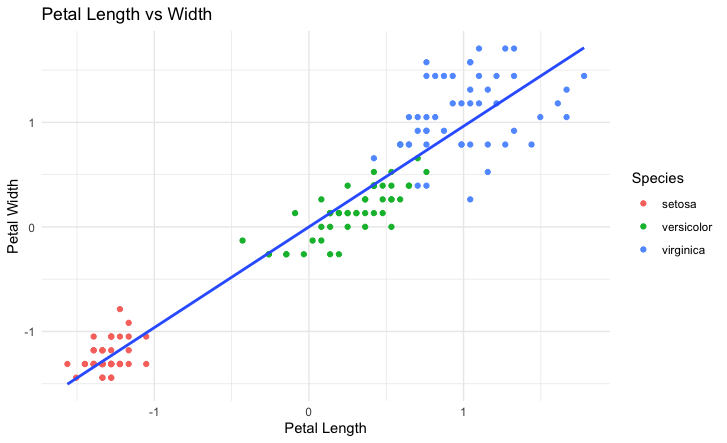 Petal Length vs Width
Petal Width
1
0
-1
-1
0
1
Petal Length
Species
setosa
versicolor
virginica